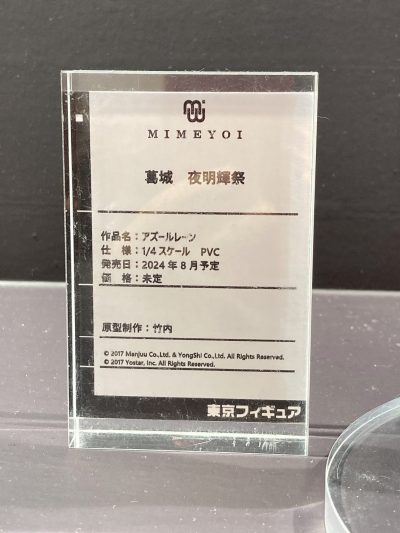 MIMEYOI
葛城　夜明輝祭
作品名：アズールレーン
仕　様：1/4スケール　PVC
発売日：2024年8月予定
価　格：未定
原型制作：竹内
© 2017 Manjuu Co.,Ltd. & YongShi Co.,Ltd. All Rights Reserved.
© 2017 Yostar, Inc. All Rights Reserved.
東京フィギュア